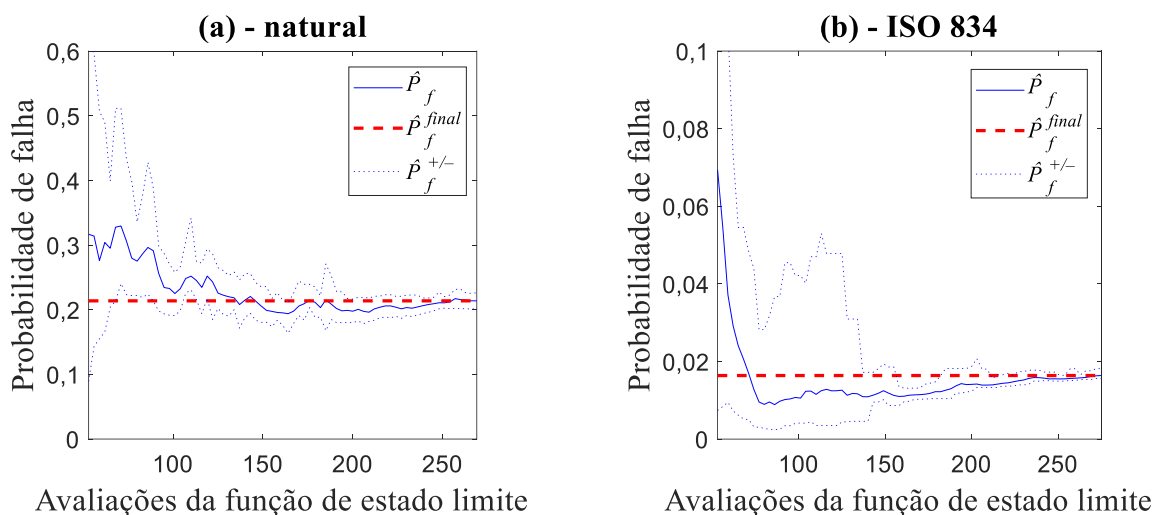 (a) - natural
Probabilidade de falha
0,6
0,5
0,4
0,3
0,2
0,1
0
100
150
200
250
Avaliações da função de estado limite
P̂ f
P̂ f final
P̂ f +/−
(b) - ISO 834
Probabilidade de falha
0,1
0,08
0,06
0,04
0,02
0
100
150
200
250
Avaliações da função de estado limite
P̂ f
P̂ f final
P̂ f +/−